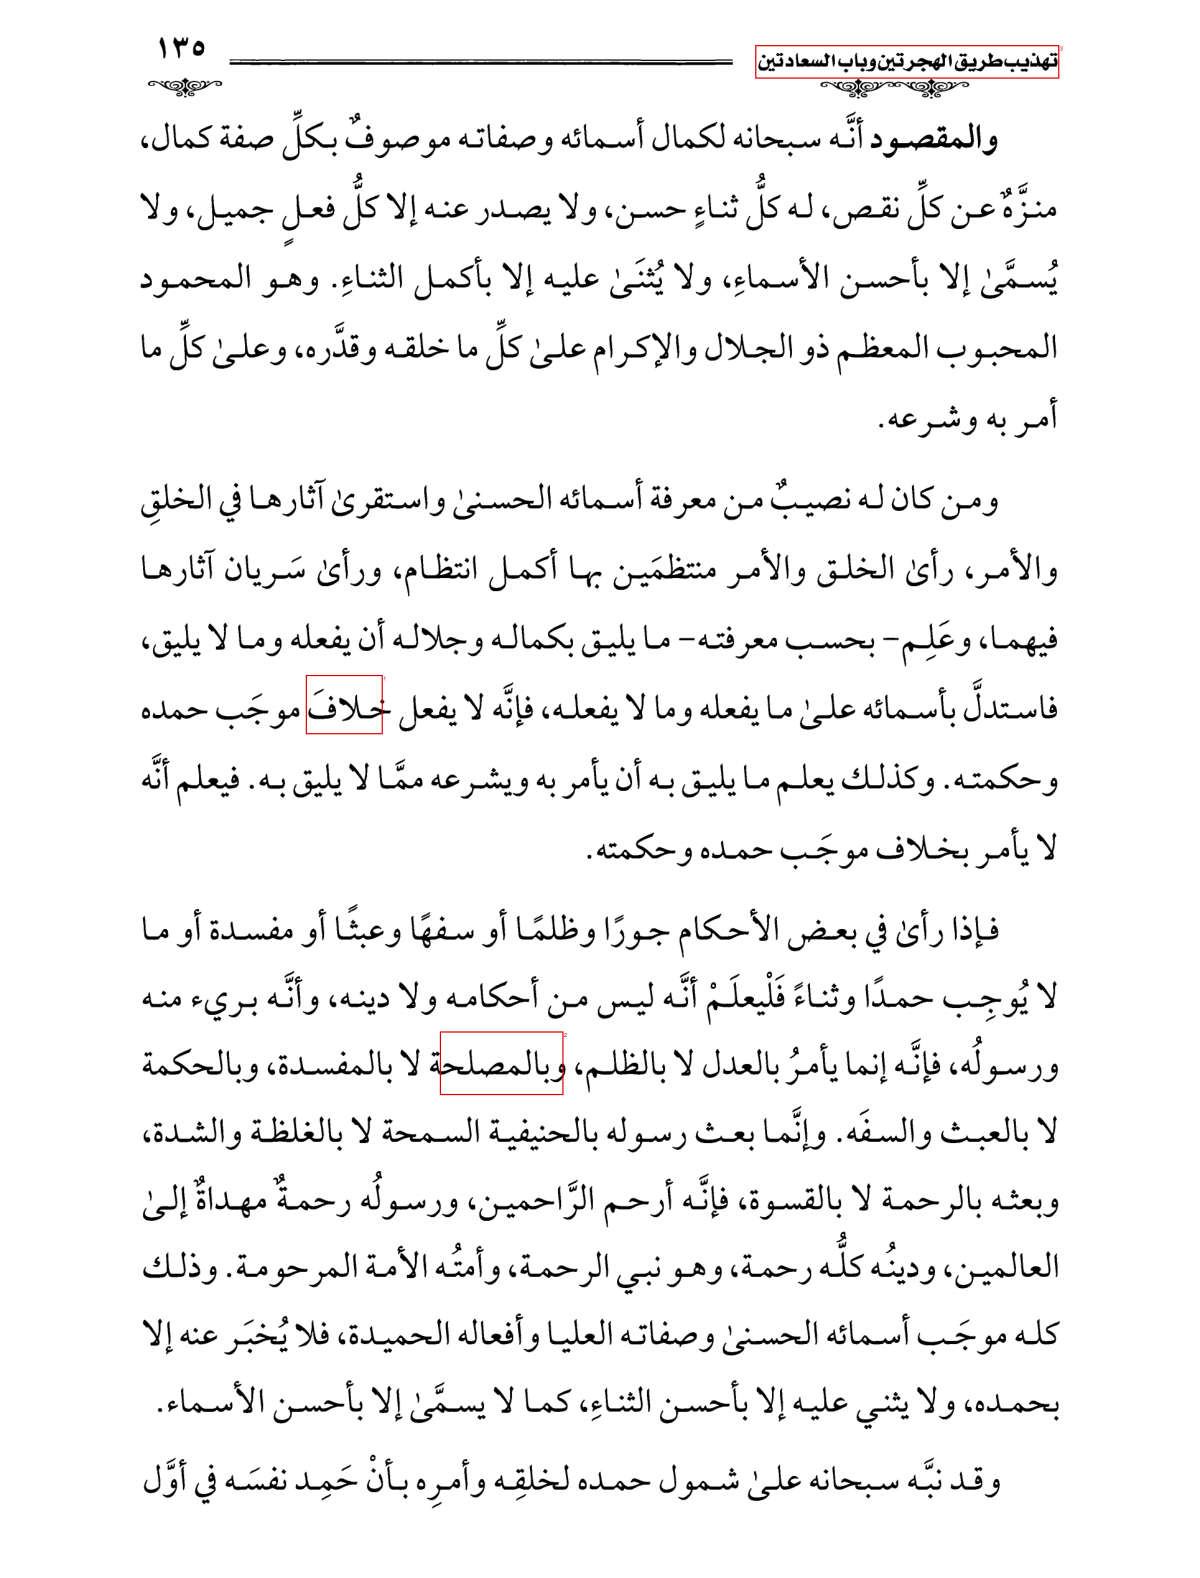 تهذيب طريق الهجرتين وباب السعادتين
١٣٥
والمقصود أنَّه سبحانه لكمال أسمائه وصفاته موصوفٌ بكلِّ صفة كمال،
منزَّهٌ عن كلِّ نقص، له كلُّ ثناءٍ حسن، ولا يصدر عنه إلا كلُّ فعلٍ جميل، ولا
يُسمَّىٰ إلا بأحسن الأسماءِ، ولا يُثنَىٰ عليه إلا بأكمل الثناءِ. وهو المحمود
المحبوب المعظم ذو الجلال والإكرام علىٰ كلِّ ما خلقه وقدَّره، وعلىٰ كلِّ ما
أمر به وشرعه.
ومن كان له نصيبٌ من معرفة أسمائه الحسنىٰ واستقرىٰ آثارها في الخلقِ
والأمر، رأىٰ الخلق والأمر منتظمَين بها أكمل انتظام، ورأىٰ سَريان آثارها
فيهما، وعَلِم– بحسب معرفته– ما يليق بكماله وجلاله أن يفعله وما لا يليق،
فاستدلَّ بأسمائه علىٰ ما يفعله وما لا يفعله، فإنَّه لا يفعل خلافَ موجَب حمده
وحكمته. وكذلك يعلم ما يليق به أن يأمر به ويشرعه ممَّا لا يليق به. فيعلم أنَّه
لا يأمر بخلاف موجَب حمده وحكمته.
فإذا رأىٰ في بعض الأحكام جورًا وظلمًا أو سفهًا وعبثًا أو مفسدة أو ما
لا يُوجِب حمدًا وثناءً فَلْيعلَمْ أنَّه ليس من أحكامه ولا دينه، وأنَّه بريء منه
ورسولُه، فإنَّه إنما يأمرُ بالعدل لا بالظلم، وبالمصلحة لا بالمفسدة، وبالحكمة
لا بالعبث والسفَه. وإنَّما بعث رسوله بالحنيفية السمحة لا بالغلظة والشدة،
وبعثه بالرحمة لا بالقسوة، فإنَّه أرحم الرَّاحمين، ورسولُه رحمةٌ مهداةٌ إلىٰ
العالمين، ودينُه كلُّه رحمة، وهو نبي الرحمة، وأمتُه الأمة المرحومة. وذلك
كله موجَب أسمائه الحسنىٰ وصفاته العليا وأفعاله الحميدة، فلا يُخبَر عنه إلا
بحمده، ولا يثني عليه إلا بأحسن الثناءِ، كما لا يسمَّىٰ إلا بأحسن الأسماء.
وقد نبَّه سبحانه علىٰ شمول حمده لخلقِه وأمرِه بأنْ حَمِد نفسَه في أوَّل